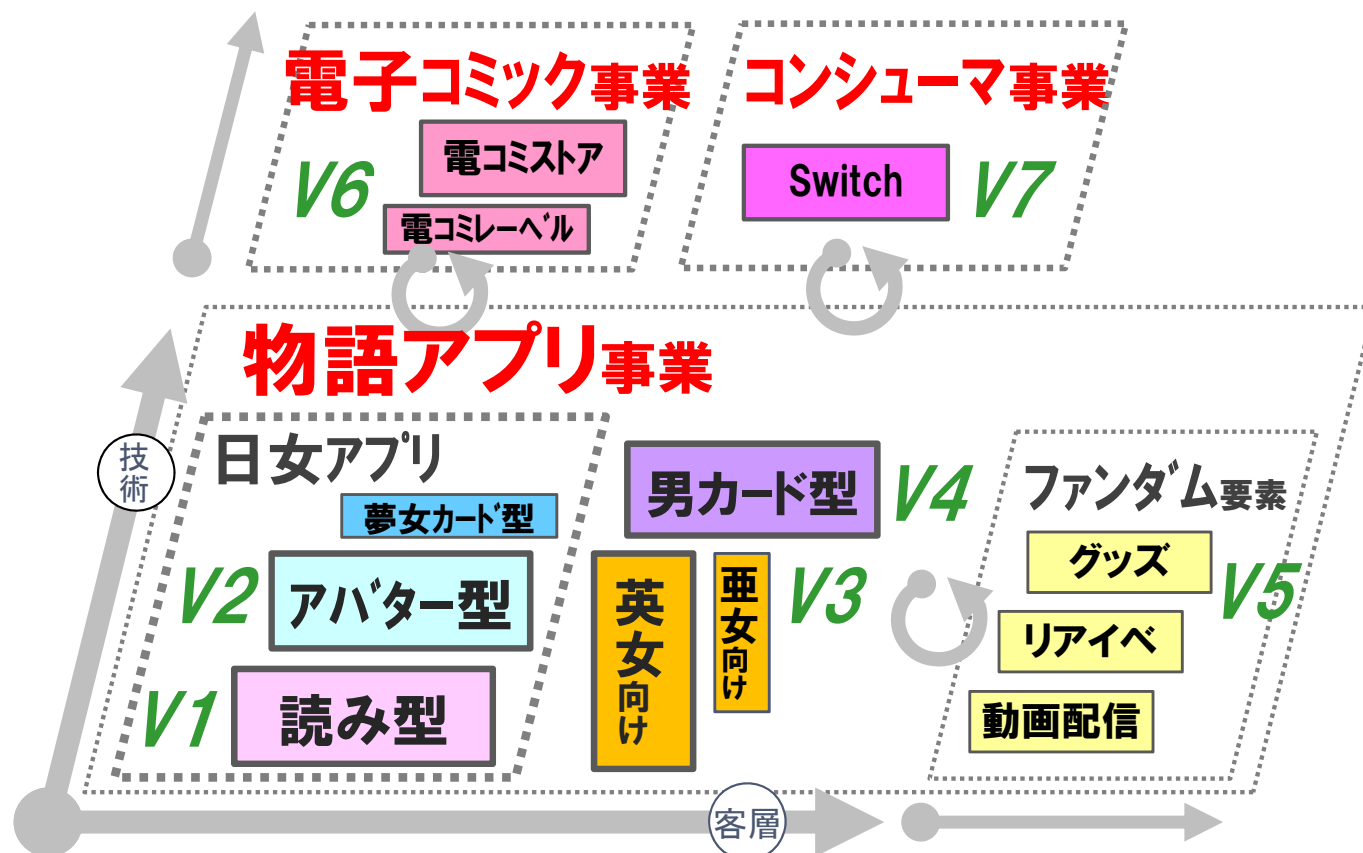 電子コミック事業
コンシューマ事業
電コミストア
V6
電コミレーベル
Switch
V7
物語アプリ事業
技術
日女アプリ
夢女カード型
V2
アバター型
V1
読み型
男カード型
V4
英女向け
亜女向け
V3
ファンダム要素
グッズ
V5
リアイベ
動画配信
客層